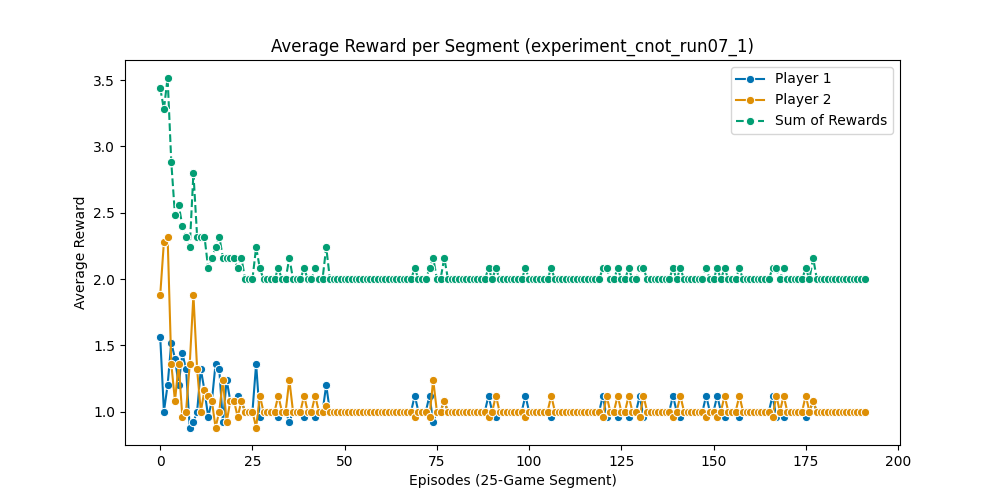 Average Reward per Segment (experiment_cnot_run07_1)
Player 1
Player 2
Sum of Rewards
Average Reward
3.5
3.0
2.5
2.0
1.5
1.0
0 25 50 75 100 125 150 175 200
Episodes (25-Game Segment)